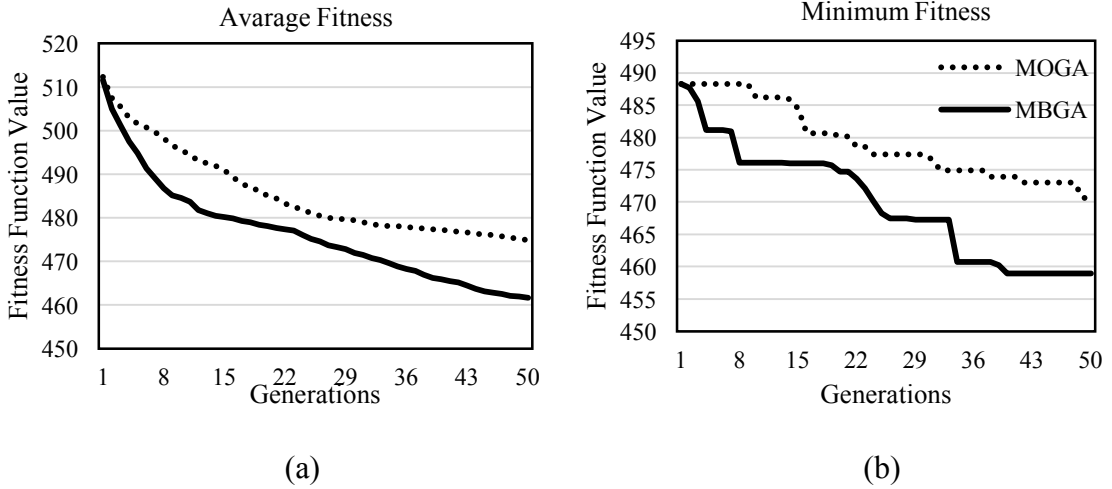 Avarage Fitness
Fitness Function Value
520
510
500
490
480
470
460
450
1 8 15 22 29 36 43 50
Generations
(a)
Minimum Fitness
Fitness Function Value
495
490
485
480
475
470
465
460
455
450
MOGA
MBGA
1 8 15 22 29 36 43 50
Generations
(b)